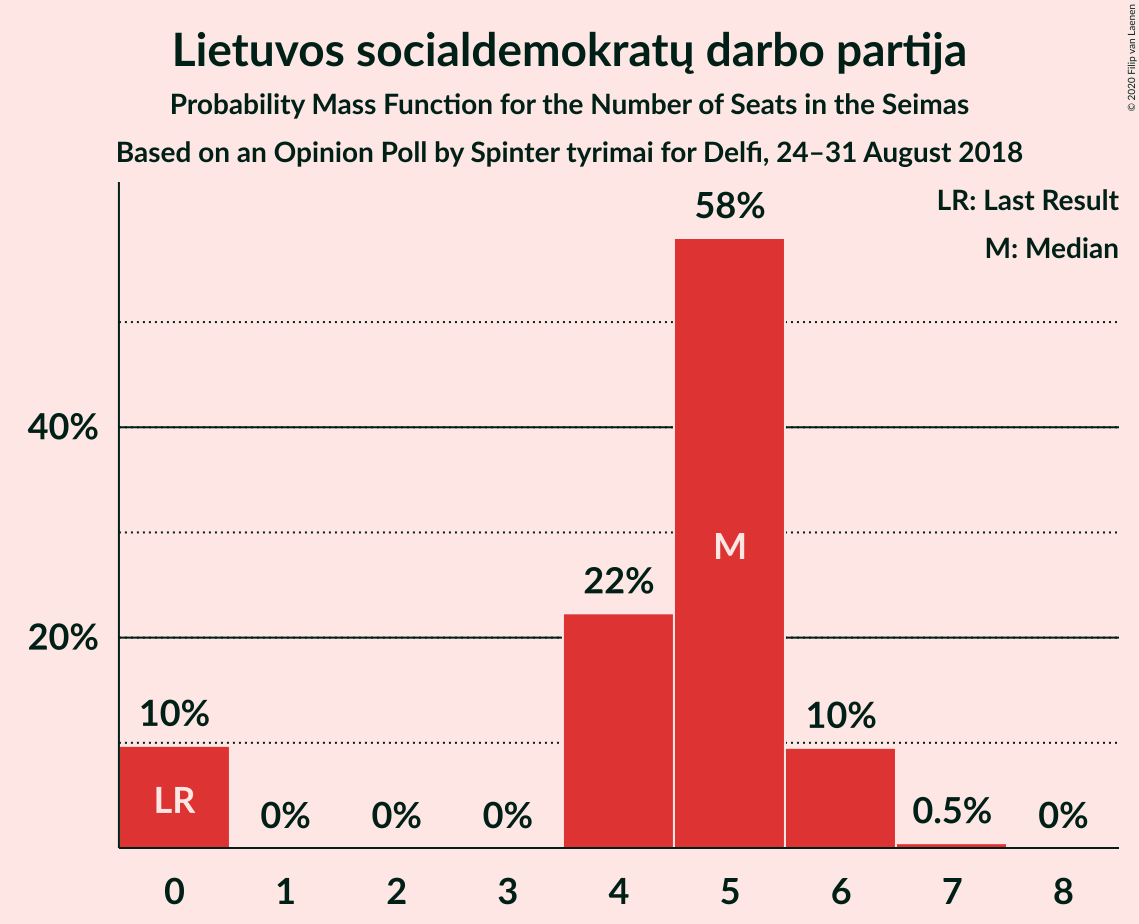 Lietuvos socialdemokratų darbo partija
Probability Mass Function for the Number of Seats in the Seimas
Based on an Opinion Poll by Spinter tyrimai for Delfi, 24–31 August 2018
© 2020 Filip van Laenen
LR: Last Result
M: Median
58%
40%
M
22%
20%
10%
10%
LR
0%
0%
0%
0.5%
0%
0 1 2 3 4 5 6 7 8